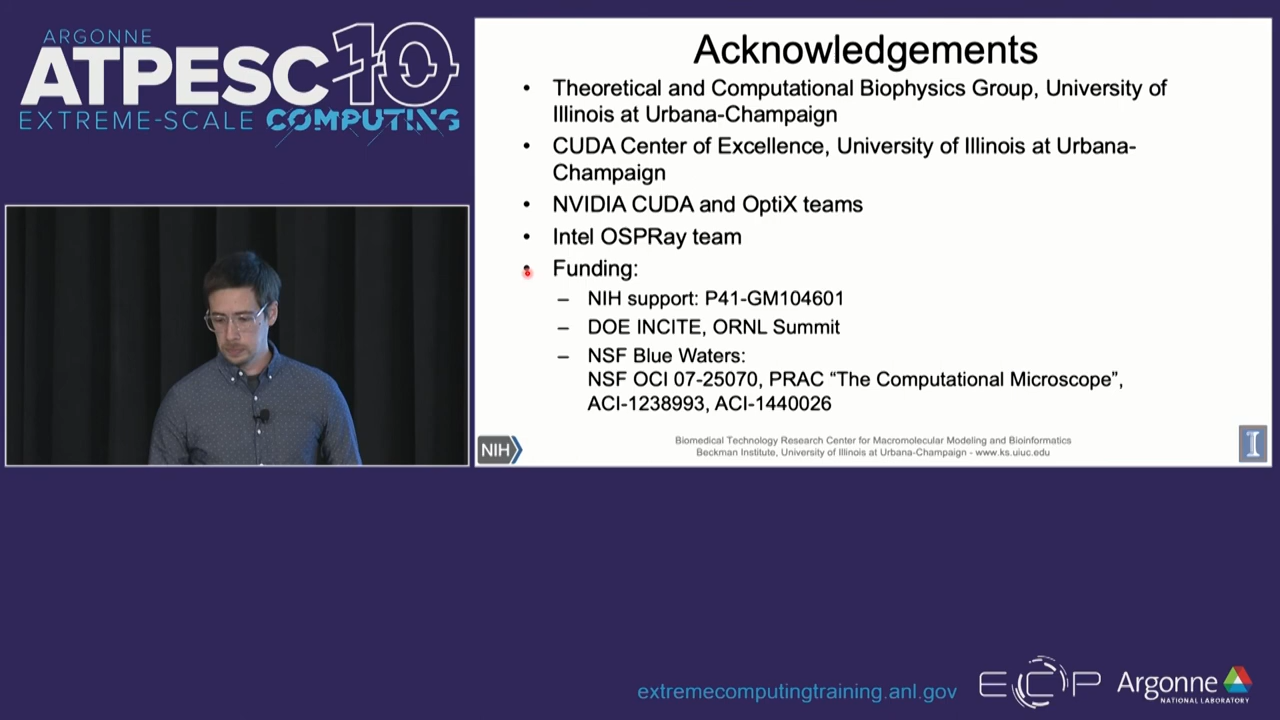 ARGONNE
ATPESC10
EXTREME-SCALE COMPUTING
Acknowledgements
• Theoretical and Computational Biophysics Group, University of
Illinois at Urbana-Champaign
• CUDA Center of Excellence, University of Illinois at Urbana-
Champaign
• NVIDIA CUDA and OptiX teams
• Intel OSPRay team
• Funding:
– NIH support: P41-GM104601
– DOE INCITE, ORNL Summit
– NSF Blue Waters:
NSF OCI 07-25070, PRAC “The Computational Microscope”,
ACI-1238993, ACI-1440026
NIH
Biomedical Technology Research Center for Macromolecular Modeling and Bioinformatics
Beckman Institute, University of Illinois at Urbana-Champaign - www.ks.uiuc.edu
I
extremecomputingtraining.anl.gov
ECP
Argonne
NATIONAL LABORATORY